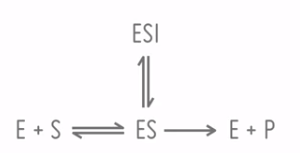 ESI
E + S ⇌ ES → E + P